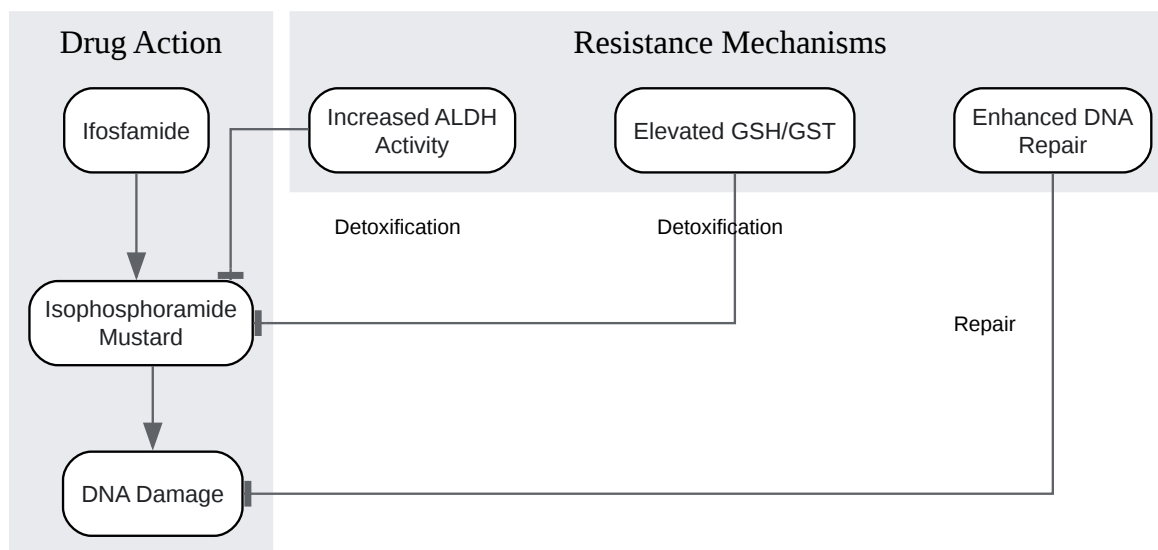 Drug Action
Resistance Mechanisms
Ifosfamide
Increased ALDH
Activity
Elevated GSH/GST
Enhanced DNA
Repair
Detoxification
Detoxification
Isophosphoramide
Mustard
Repair
DNA Damage